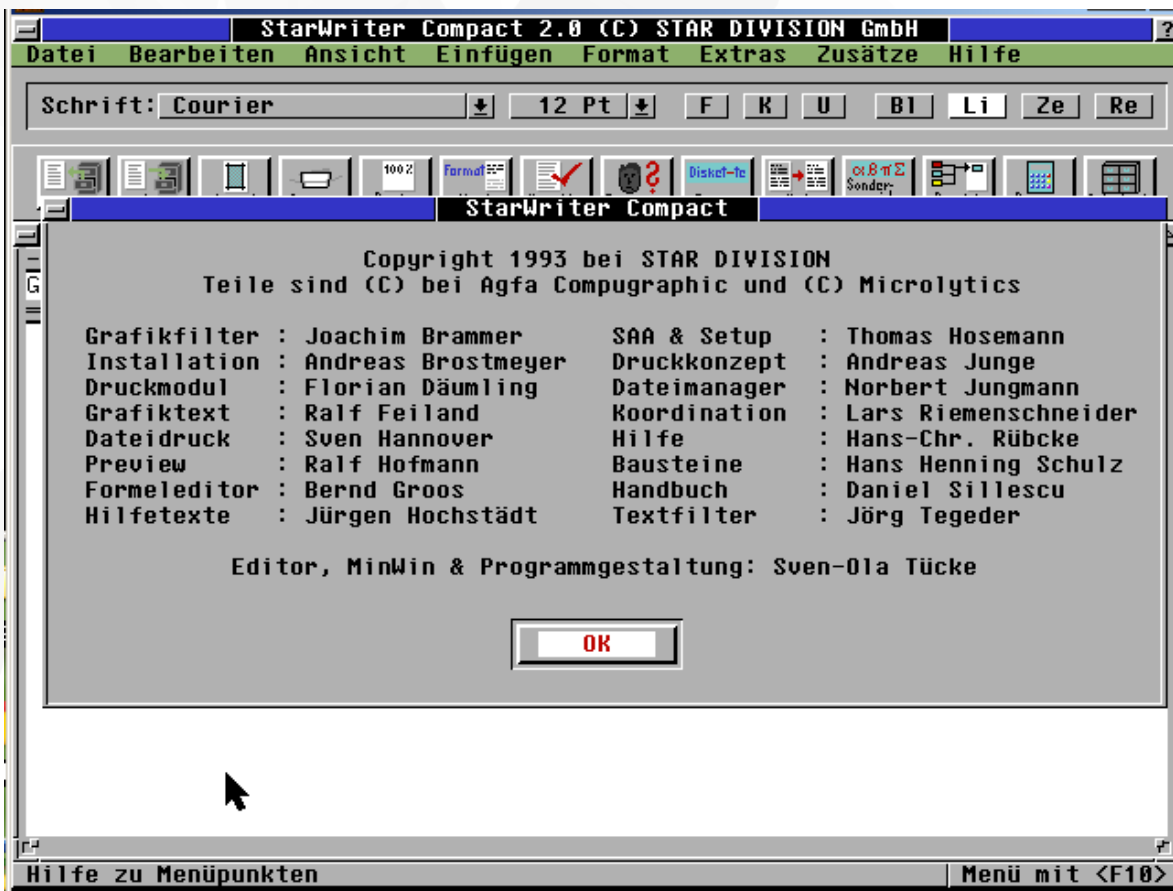 StarWriter Compact 2.0 (C) STAR DIVISION GmbH
?
Datei Bearbeiten Ansicht Einfügen Format Extras Zusätze Hilfe
Schrift: Courier 12 Pt F K U Bl Li Ze Re
100% Format Diskct-te αβπΣ
Sonder-
StarWriter Compact
G
Copyright 1993 bei STAR DIVISION
Teile sind (C) bei Agfa Compugraphic und (C) Microlytics
Grafikfilter : Joachim Brammer SAA & Setup : Thomas Hosemann
Installation : Andreas Brostmeyer Druckkonzept : Andreas Junge
Druckmodul : Florian Däumling Dateimanager : Norbert Jungmann
Grafiktext : Ralf Feiland Koordination : Lars Riemenschneider
Dateidruck : Sven Hannover Hilfe : Hans-Chr. Rübcke
Preview : Ralf Hofmann Bausteine : Hans Henning Schulz
Formeleditor : Bernd Groos Handbuch : Daniel Sillescu
Hilfetexte : Jürgen Hochstädt Textfilter : Jörg Tegeder
Editor, MinWin & Programmgestaltung: Sven-Ola Tücke
OK
Hilfe zu Menüpunkten Menü mit <F10>